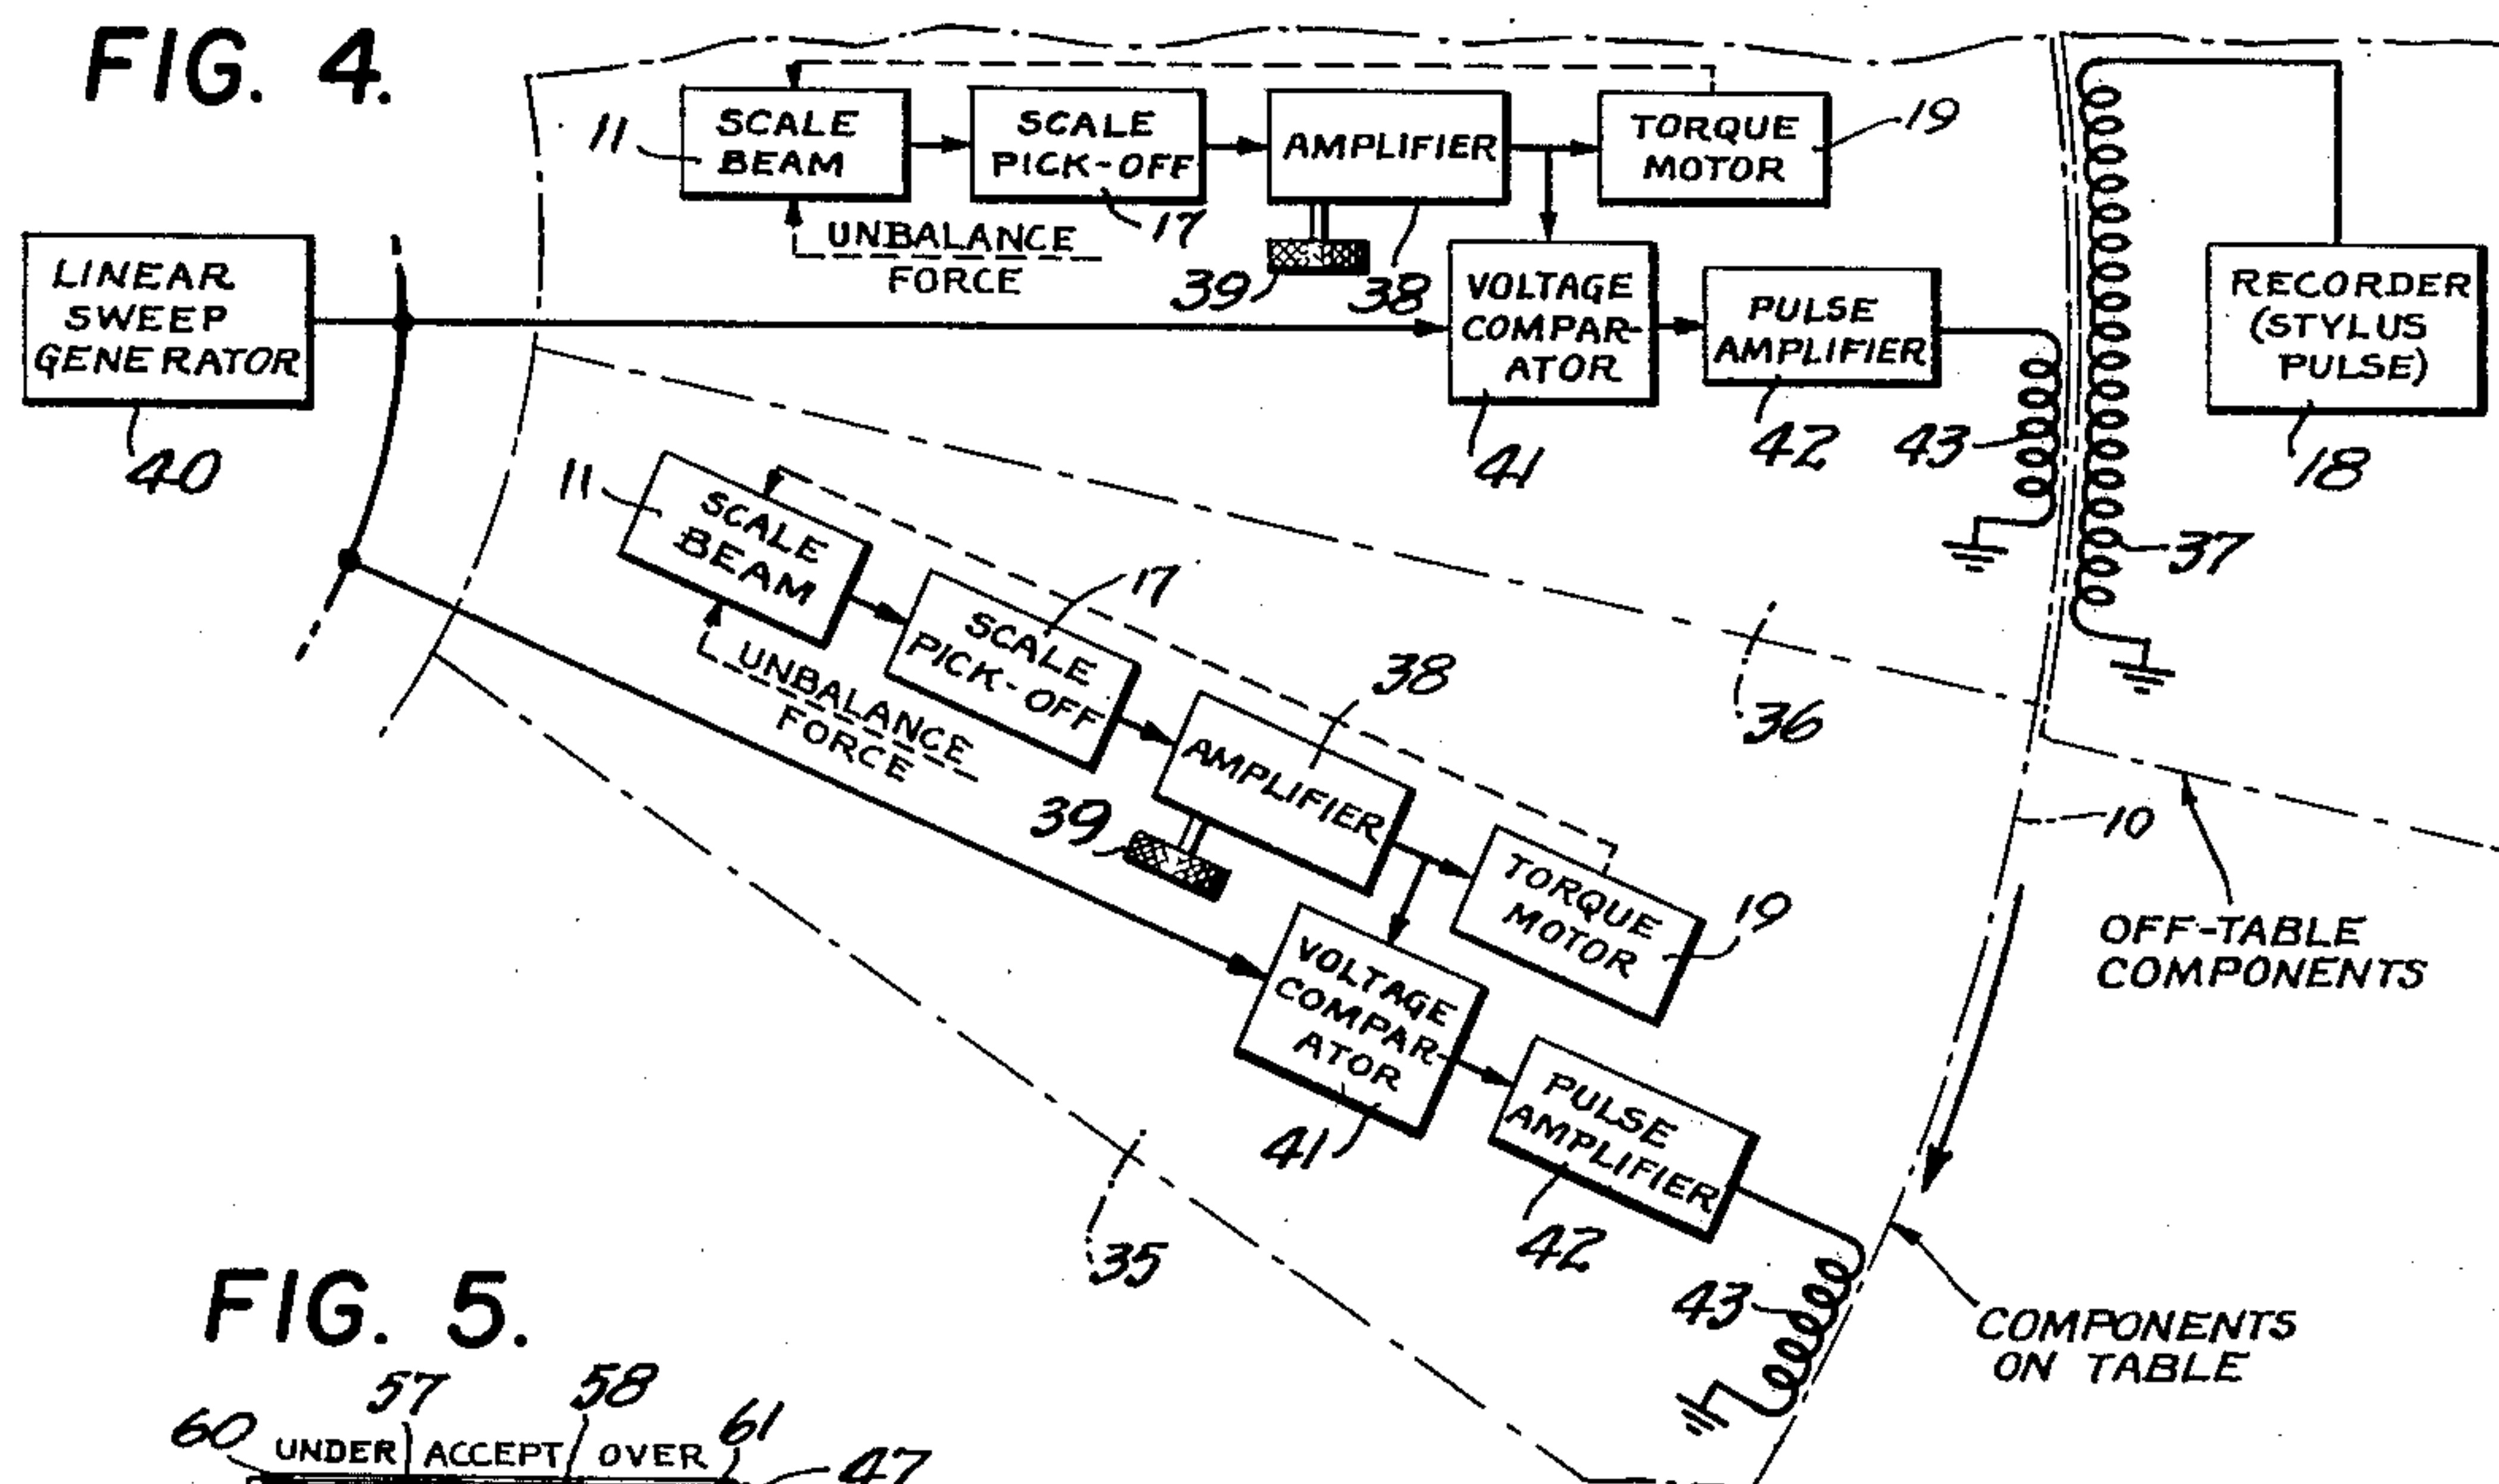 FIG. 4.
11
SCALE
BEAM
SCALE
PICK-OFF
17
AMPLIFIER
TORQUE
MOTOR
19
UNBALANCE
FORCE
39
38
LINEAR
SWEEP
GENERATOR
40
VOLTAGE
COMPAR-
ATOR
41
PULSE
AMPLIFIER
42
43
RECORDER
(STYLUS
PULSE)
18
37
36
11
SCALE
BEAM
UNBALANCE
FORCE
SCALE
PICK-OFF
17
38
AMPLIFIER
39
TORQUE
MOTOR
19
VOLTAGE
COMPAR-
ATOR
41
PULSE
AMPLIFIER
42
43
35
10
OFF-TABLE
COMPONENTS
COMPONENTS
ON TABLE
FIG. 5.
57
58
60
UNDER ACCEPT OVER
61
47